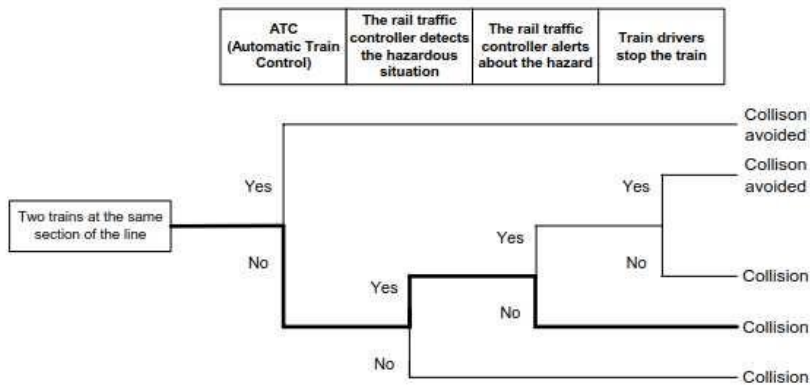 ATC
(Automatic Train
Control)
The rail traffic
controller detects
the hazardous
situation
The rail traffic
controller alerts
about the hazard
Train drivers
stop the train
Collison
avoided
Collison
avoided
Yes
Yes
Two trains at the same
section of the line
Yes
No
No
Collision
Yes
No
Collision
No
Collision